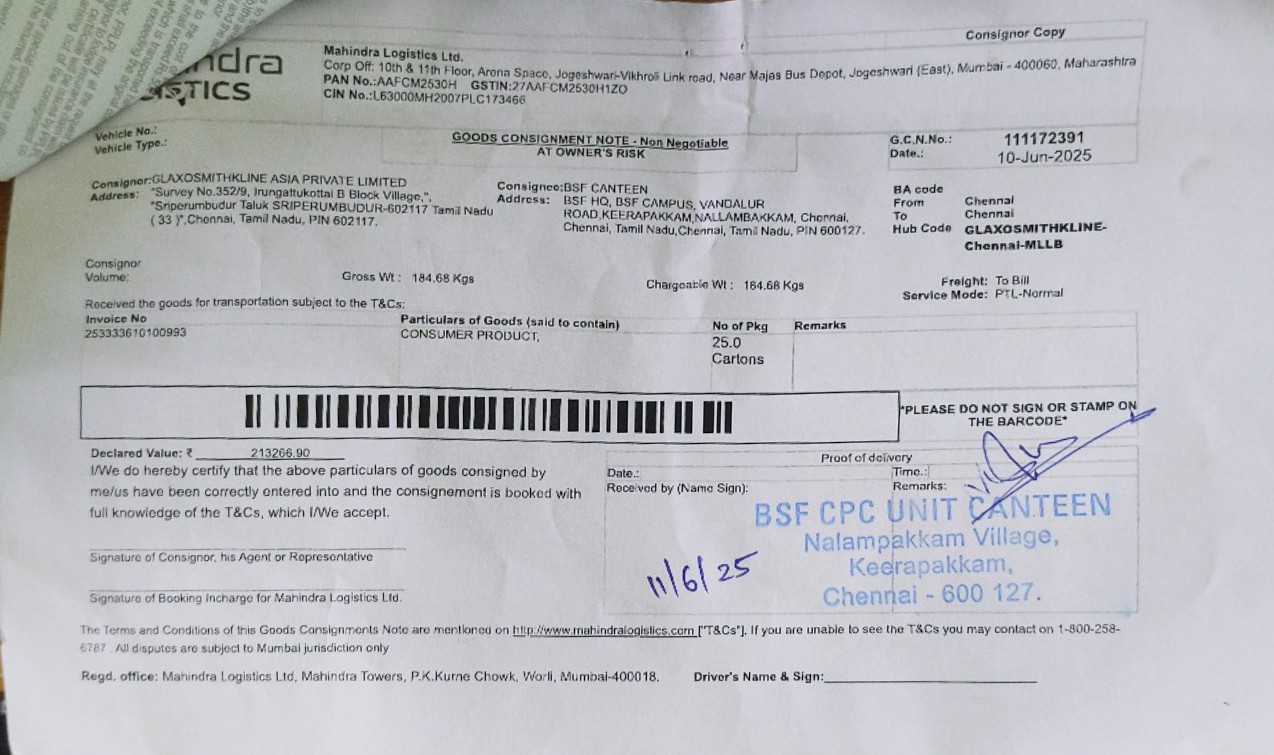 Consignor Copy
ndra
LOGISTICS
Mahindra Logistics Ltd.
Corp Off: 10th & 11th Floor, Arena Space, Jogeshwari-Vikhroli Link road, Near Majas Bus Depot, Jogeshwari (East), Mumbai - 400060, Maharashtra
PAN No.:AAFCM2530H GSTIN:27AAFCM2530H1ZO
CIN No.:L63000MH2007PLC173466
Vehicle No.:
Vehicle Type.:
GOODS CONSIGNMENT NOTE - Non Negotiable
AT OWNER'S RISK
G.C.N.No.: 111172391
Date.: 10-Jun-2025
Consignor:GLAXOSMITHKLINE ASIA PRIVATE LIMITED
Address: "Survey No.352/9, Irungattukottai B Block Village,",
"Sriperumbudur Taluk SRIPERUMBUDUR-602117 Tamil Nadu
( 33 )",Chennai, Tamil Nadu, PIN 602117.
Consignee:BSF CANTEEN
Address: BSF HQ, BSF CAMPUS, VANDALUR
ROAD,KEERAPAKKAM,NALLAMBAKKAM, Chennai,
Chennai, Tamil Nadu,Chennai, Tamil Nadu, PIN 600127.
BA code
From Chennai
To Chennai
Hub Code GLAXOSMITHKLINE-
Chennai-MLLB
Consignor
Volume:
Gross Wt : 184.68 Kgs
Chargeable Wt : 184.68 Kgs
Freight: To Bill
Service Mode: PTL-Normal
Received the goods for transportation subject to the T&Cs:
Invoice No Particulars of Goods (said to contain) No of Pkg Remarks
253333610100993 CONSUMER PRODUCT, 25.0
Cartons
*PLEASE DO NOT SIGN OR STAMP ON
THE BARCODE*
Declared Value: ₹ 213266.90
I/We do hereby certify that the above particulars of goods consigned by
me/us have been correctly entered into and the consignement is booked with
full knowledge of the T&Cs, which I/We accept.
Signature of Consignor, his Agent or Representative
Signature of Booking Incharge for Mahindra Logistics Ltd.
Proof of delivery
Date.: Time.:
Received by (Name Sign): Remarks:
BSF CPC UNIT CANTEEN
Nalampakkam Village,
Keerapakkam,
Chennai - 600 127.
11/6/25
The Terms and Conditions of this Goods Consignments Note are mentioned on http://www.mahindralogistics.com ["T&Cs"]. If you are unable to see the T&Cs you may contact on 1-800-258-
6787 . All disputes are subject to Mumbai jurisdiction only
Regd. office: Mahindra Logistics Ltd, Mahindra Towers, P.K.Kurne Chowk, Worli, Mumbai-400018. Driver's Name & Sign: